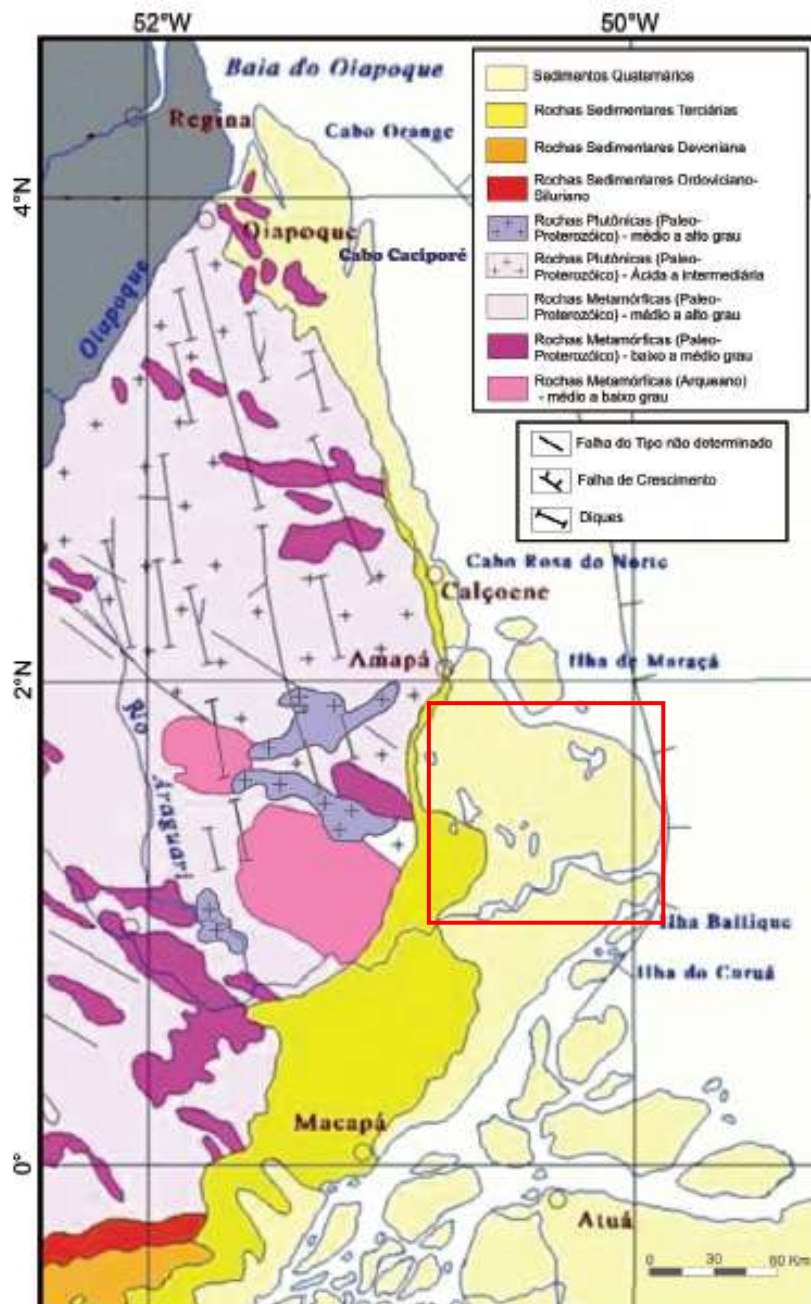 52°W
50°W
Baia do Oiapoque
Regina
Cabo Orange
4°N
Oiapoque
Cabo Caciporé
Oiapoque
Sedimentos Quaternários
Rochas Sedimentares Terciárias
Rochas Sedimentares Devoniana
Rochas Sedimentares Ordoviciano-
Siluriano
Rochas Plutônicas (Paleo-
Proterozóico) - médio a alto grau
Rochas Plutônicas (Paleo-
Proterozóico) - Ácida a intermediária
Rochas Metamórficas (Paleo-
Proterozóico) - médio a alto grau
Rochas Metamórficas (Paleo-
Proterozóico) - baixo a médio grau
Rochas Metamórficas (Arqueano)
- médio a baixo grau
Falha do Tipo não determinado
Falha de Crescimento
Diques
Cabo Rosa do Norte
Calçoene
Amapá
Ilha de Maraçá
2°N
Rio
Araguari
Ilha Bailique
Ilha do Curuá
Macapá
0°
Atuá
0 30 60 Km